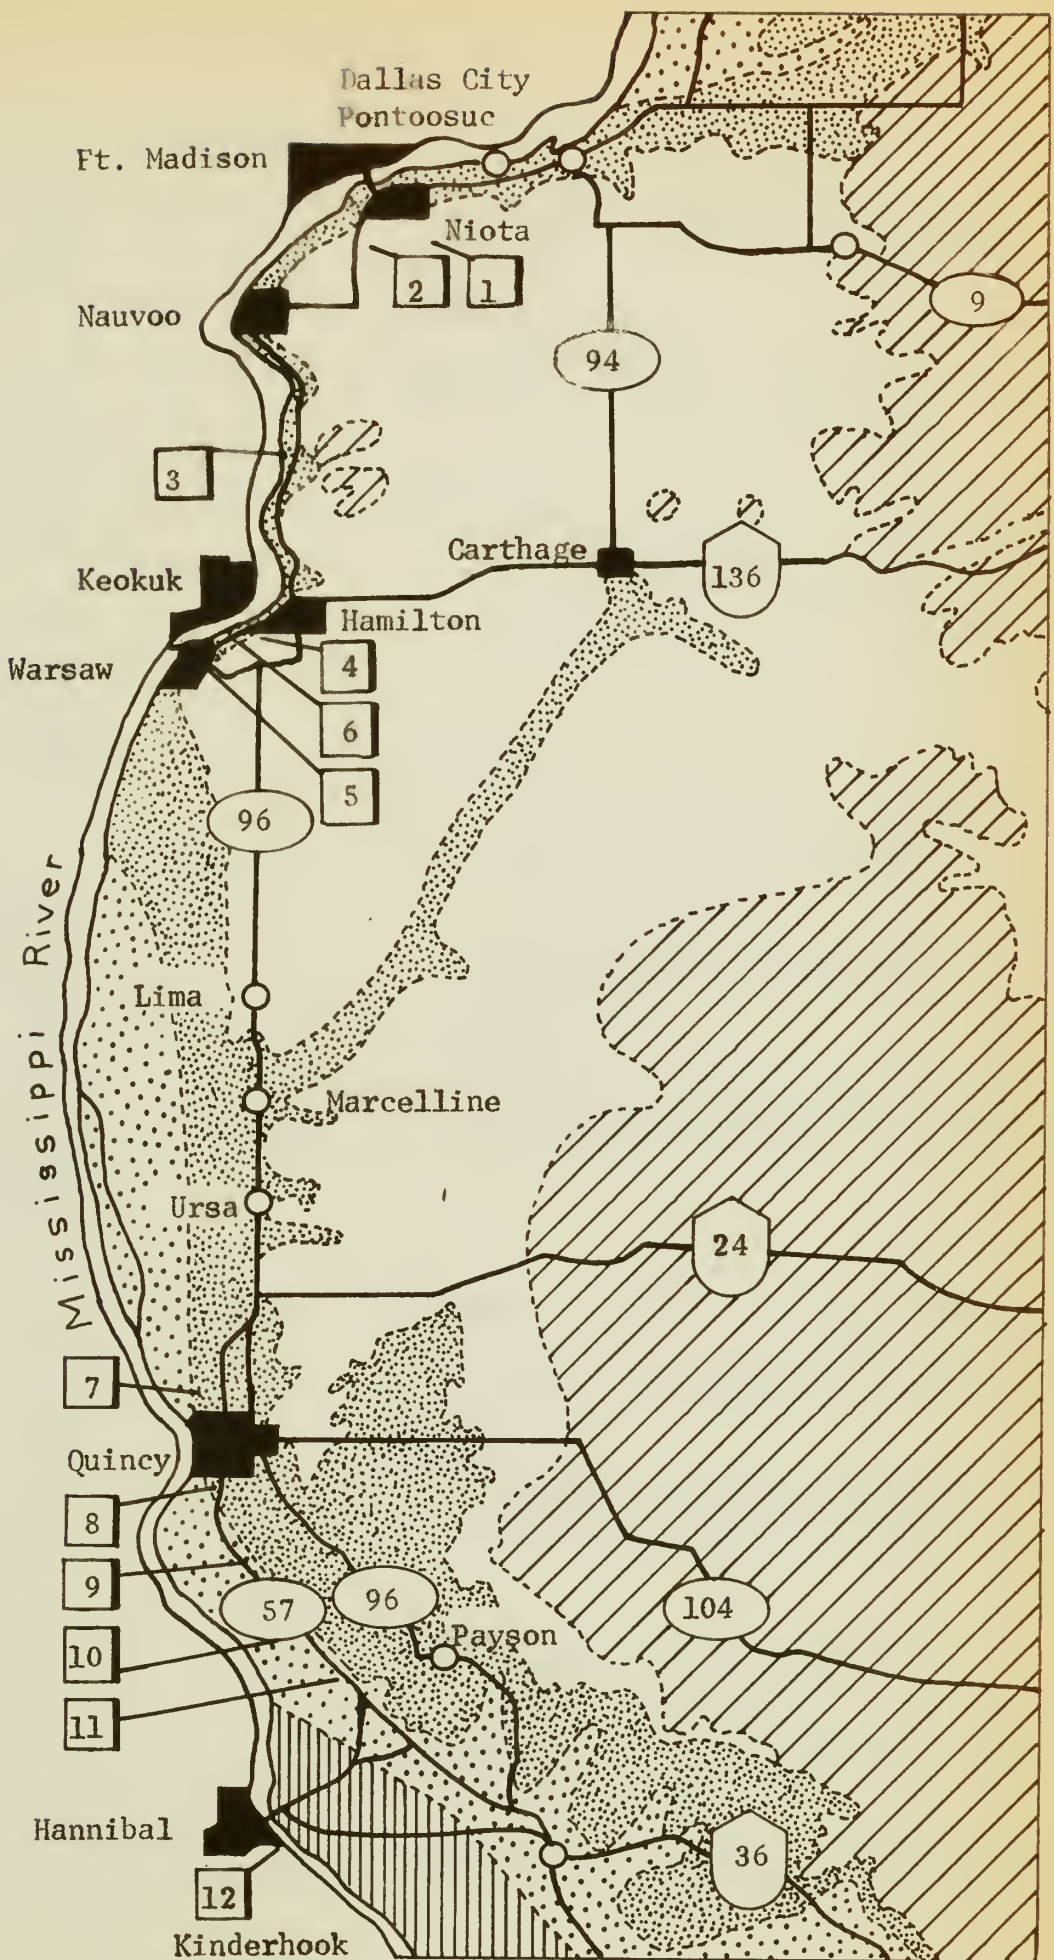 Dallas City
Pontoosuc
Ft. Madison
Niota
2
1
9
Nauvoo
94
3
Carthage
136
Keokuk
Hamilton
Warsaw
4
6
5
96
Mississippi River
Lima
Marcelline
Ursa
24
7
Quincy
8
9
57
96
104
10
Payson
11
Hannibal
36
12
Kinderhook